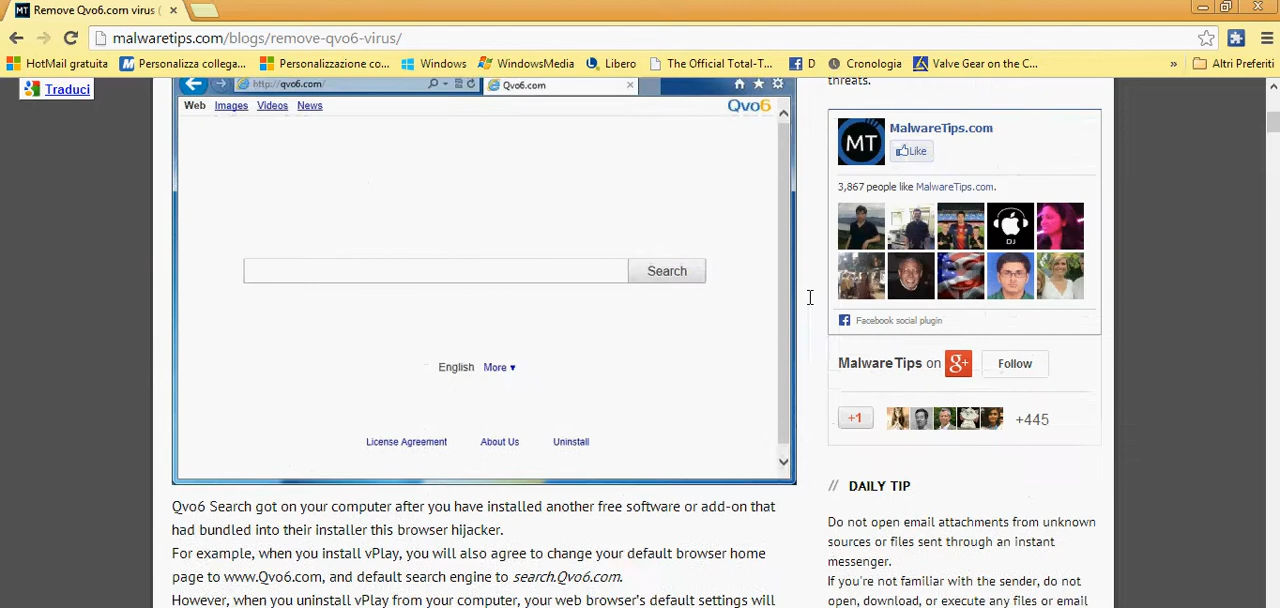 MT Remove Qvo6.com virus (
malwaretips.com/blogs/remove-qvo6-virus/
HotMail gratuita Personalizza collega... Personalizzazione co... Windows WindowsMedia Libero The Official Total-T... D Cronologia Valve Gear on the C... » Altri Preferiti
Traduci
http://qvo6.com/ Qvo6.com
Web Images Videos News Qvo6
Search
English More ▾
License Agreement About Us Uninstall
Qvo6 Search got on your computer after you have installed another free software or add-on that
had bundled into their installer this browser hijacker.
For example, when you install vPlay, you will also agree to change your default browser home
page to www.Qvo6.com, and default search engine to search.Qvo6.com.
However, when you uninstall vPlay from your computer, your web browser's default settings will
threats.
MT
MalwareTips.com
Like
3,867 people like MalwareTips.com.
DJ
Facebook social plugin
MalwareTips on g+ Follow
+1 +445
// DAILY TIP
Do not open email attachments from unknown
sources or files sent through an instant
messenger.
If you're not familiar with the sender, do not
open, download, or execute any files or email